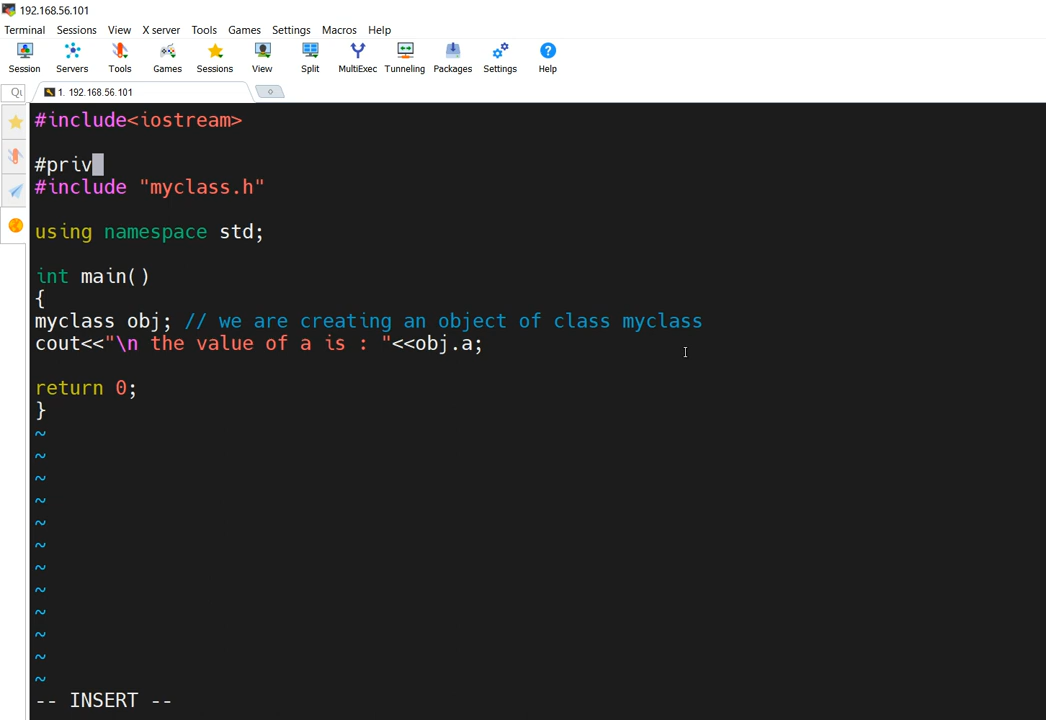 192.168.56.101
Terminal Sessions View X server Tools Games Settings Macros Help
Session Servers Tools Games Sessions View Split MultiExec Tunneling Packages Settings Help
1. 192.168.56.101
#include<iostream>
#priv
#include "myclass.h"
using namespace std;
int main()
{
myclass obj; // we are creating an object of class myclass
cout<<"\n the value of a is : "<<obj.a;
return 0;
}
~
~
~
~
~
~
~
~
~
~
~
~
-- INSERT --